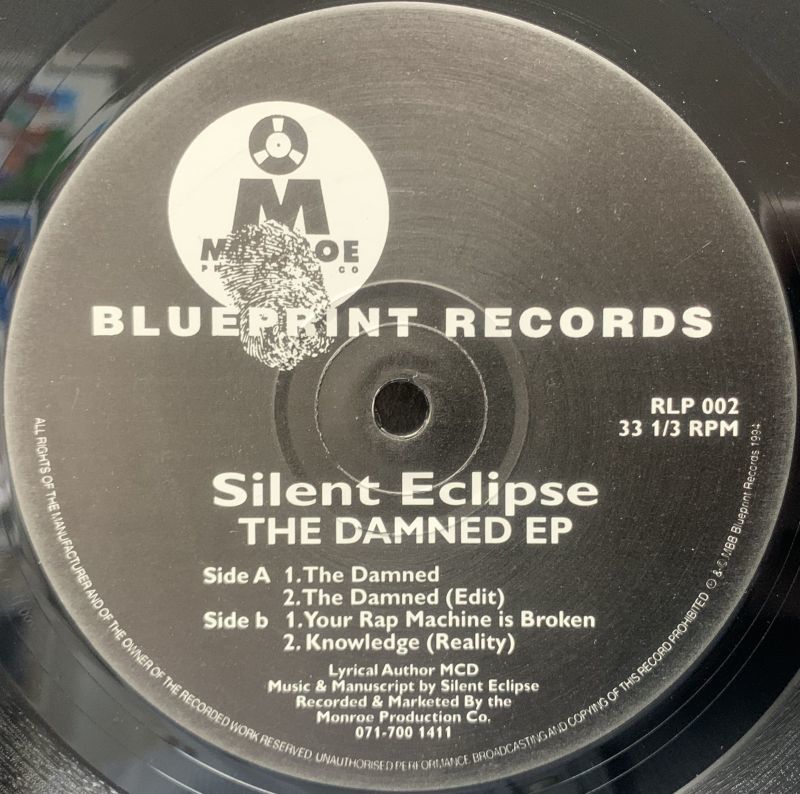 M
M OE
P CO
BLUEPRINT RECORDS
RLP 002
33 1/3 RPM
Silent Eclipse
THE DAMNED EP
Side A 1. The Damned
2. The Damned (Edit)
Side b 1. Your Rap Machine is Broken
2. Knowledge (Reality)
Lyrical Author MCD
Music & Manuscript by Silent Eclipse
Recorded & Marketed By the
Monroe Production Co.
071-700 1411
ALL RIGHTS OF THE MANUFACTURER AND OF THE OWNER OF THE RECORDED WORK RESERVED. UNAUTHORISED PERFORMANCE, BROADCASTING AND COPYING OF THIS RECORD PROHIBITED ℗ & © MBB Blueprint Records 1994